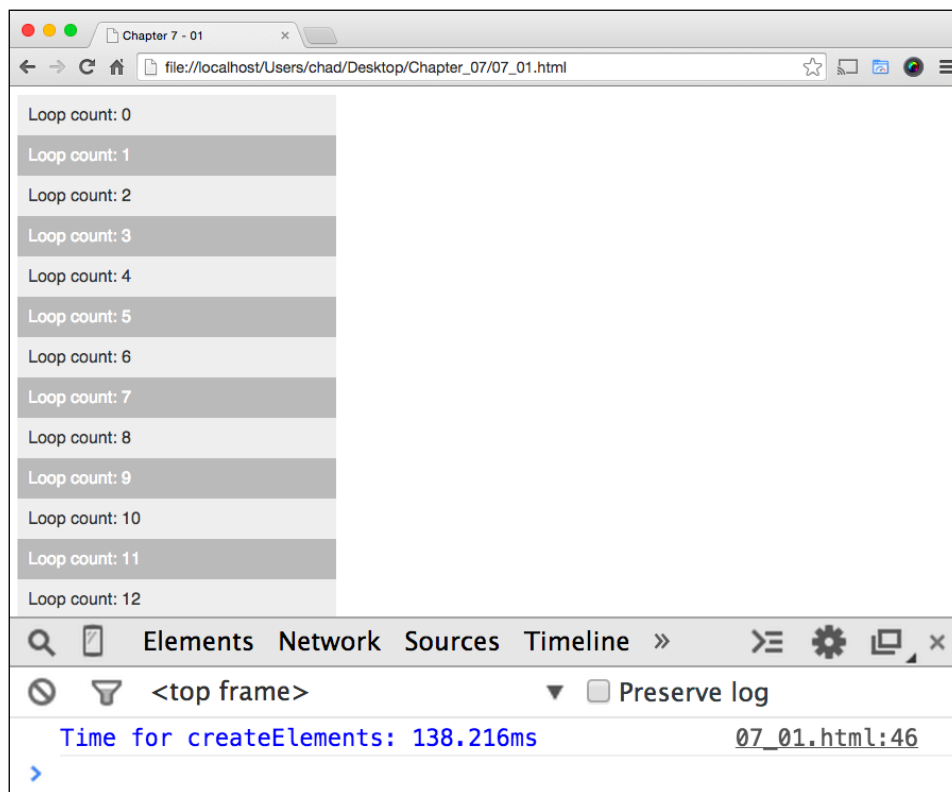 Chapter 7 - 01
file://localhost/Users/chad/Desktop/Chapter_07/07_01.html
Loop count: 0
Loop count: 1
Loop count: 2
Loop count: 3
Loop count: 4
Loop count: 5
Loop count: 6
Loop count: 7
Loop count: 8
Loop count: 9
Loop count: 10
Loop count: 11
Loop count: 12
Elements Network Sources Timeline »
<top frame> ▼ Preserve log
Time for createElements: 138.216ms 07_01.html:46